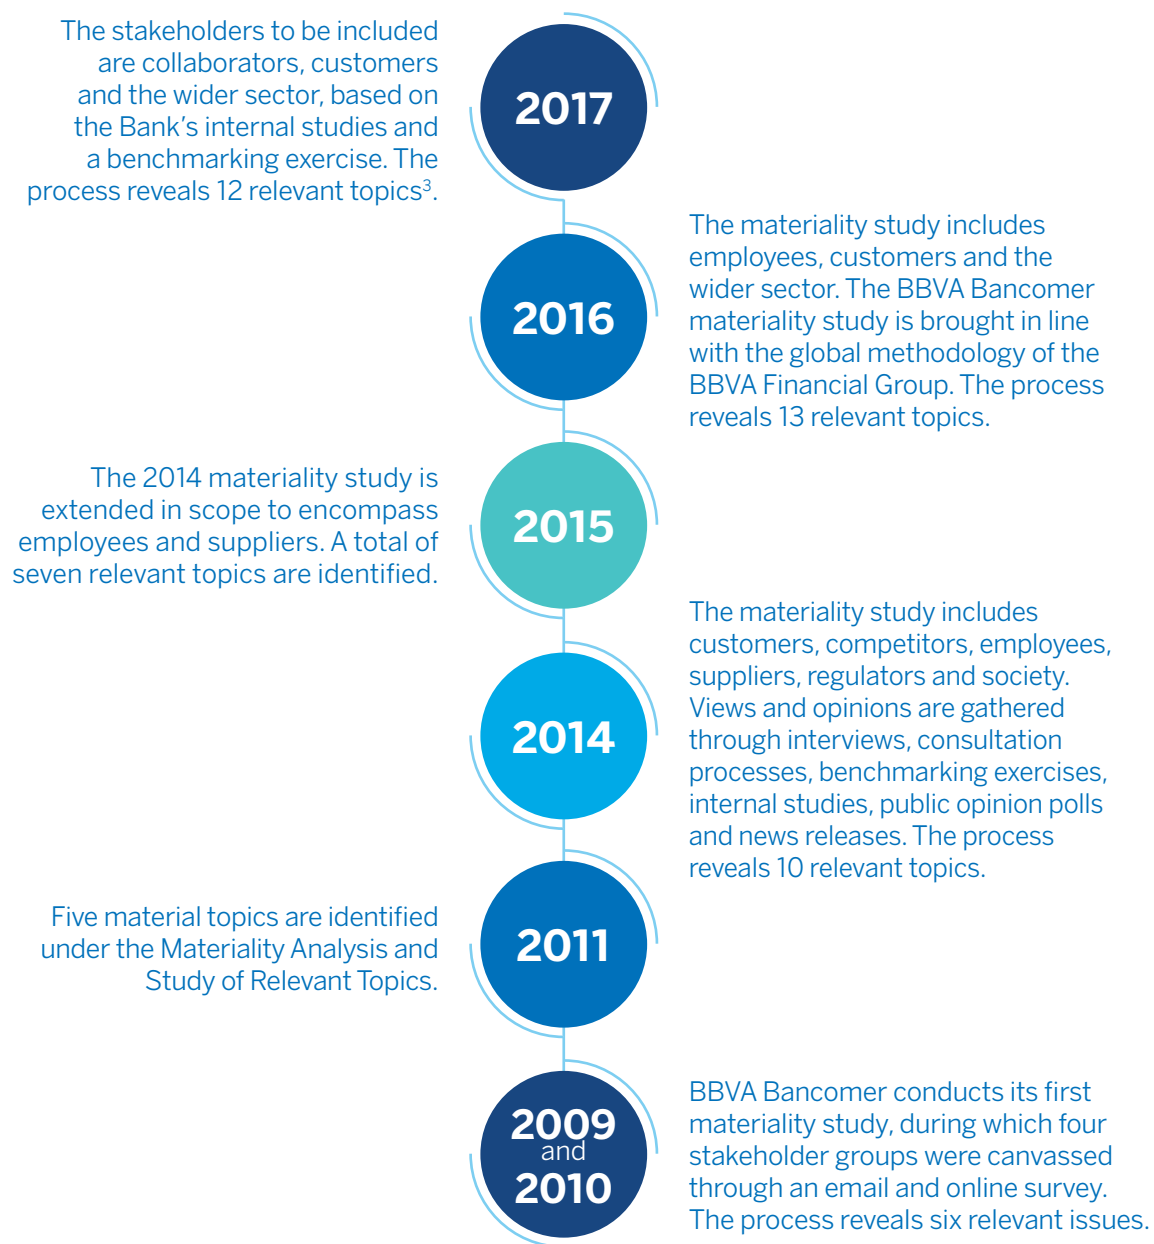 The stakeholders to be included
are collaborators, customers
and the wider sector, based on
the Bank’s internal studies and
a benchmarking exercise. The
process reveals 12 relevant topics³.
2017
The materiality study includes
employees, customers and the
wider sector. The BBVA Bancomer
materiality study is brought in line
with the global methodology of the
BBVA Financial Group. The process
reveals 13 relevant topics.
2016
The 2014 materiality study is
extended in scope to encompass
employees and suppliers. A total of
seven relevant topics are identified.
2015
The materiality study includes
customers, competitors, employees,
suppliers, regulators and society.
Views and opinions are gathered
through interviews, consultation
processes, benchmarking exercises,
internal studies, public opinion polls
and news releases. The process
reveals 10 relevant topics.
2014
Five material topics are identified
under the Materiality Analysis and
Study of Relevant Topics.
2011
2009
and
2010
BBVA Bancomer conducts its first
materiality study, during which four
stakeholder groups were canvassed
through an email and online survey.
The process reveals six relevant issues.